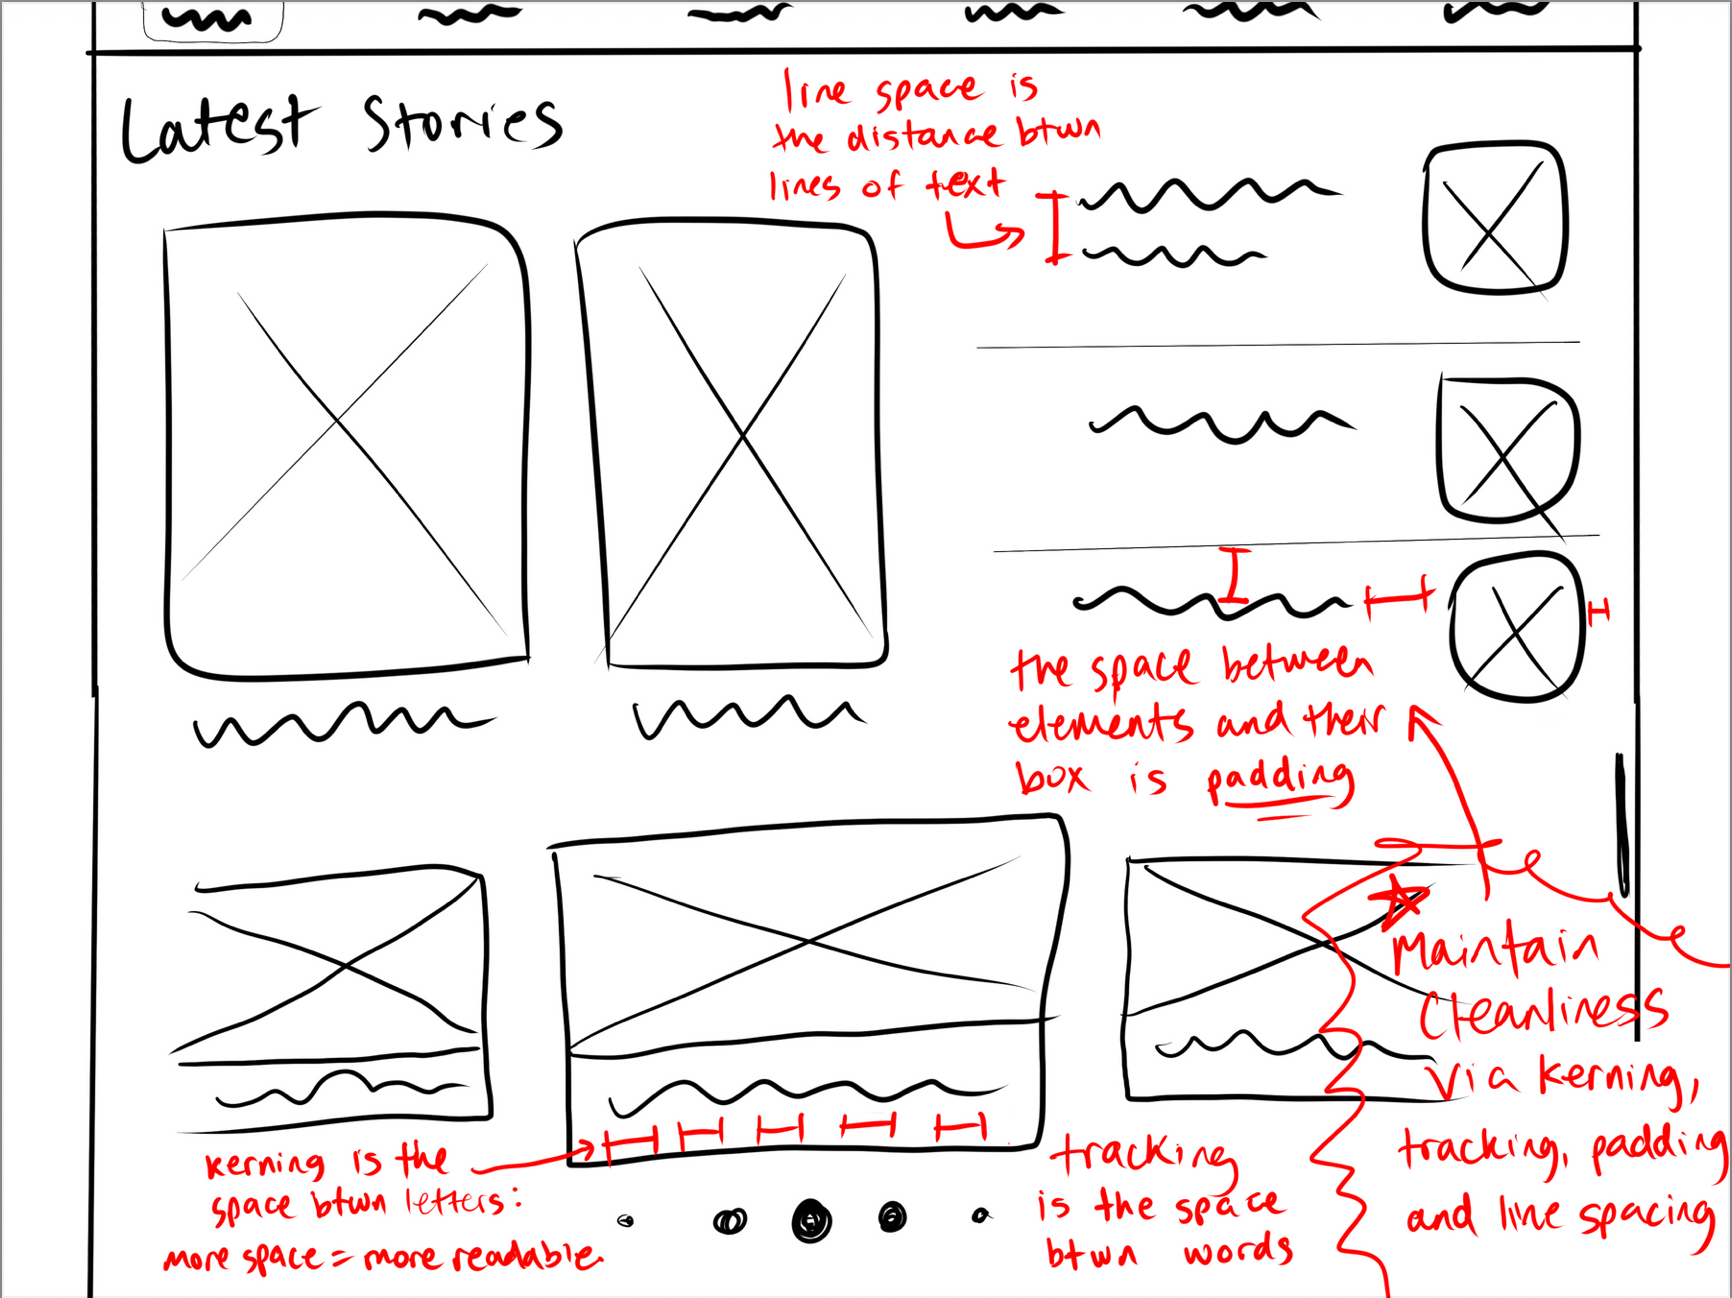 Latest Stories
line space is
the distance btwn
lines of text
the space between
elements and their
box is padding
Maintain
Cleanliness
via kerning,
tracking, padding
and line spacing
kerning is the
space btwn letters:
more space = more readable.
tracking
is the space
btwn words